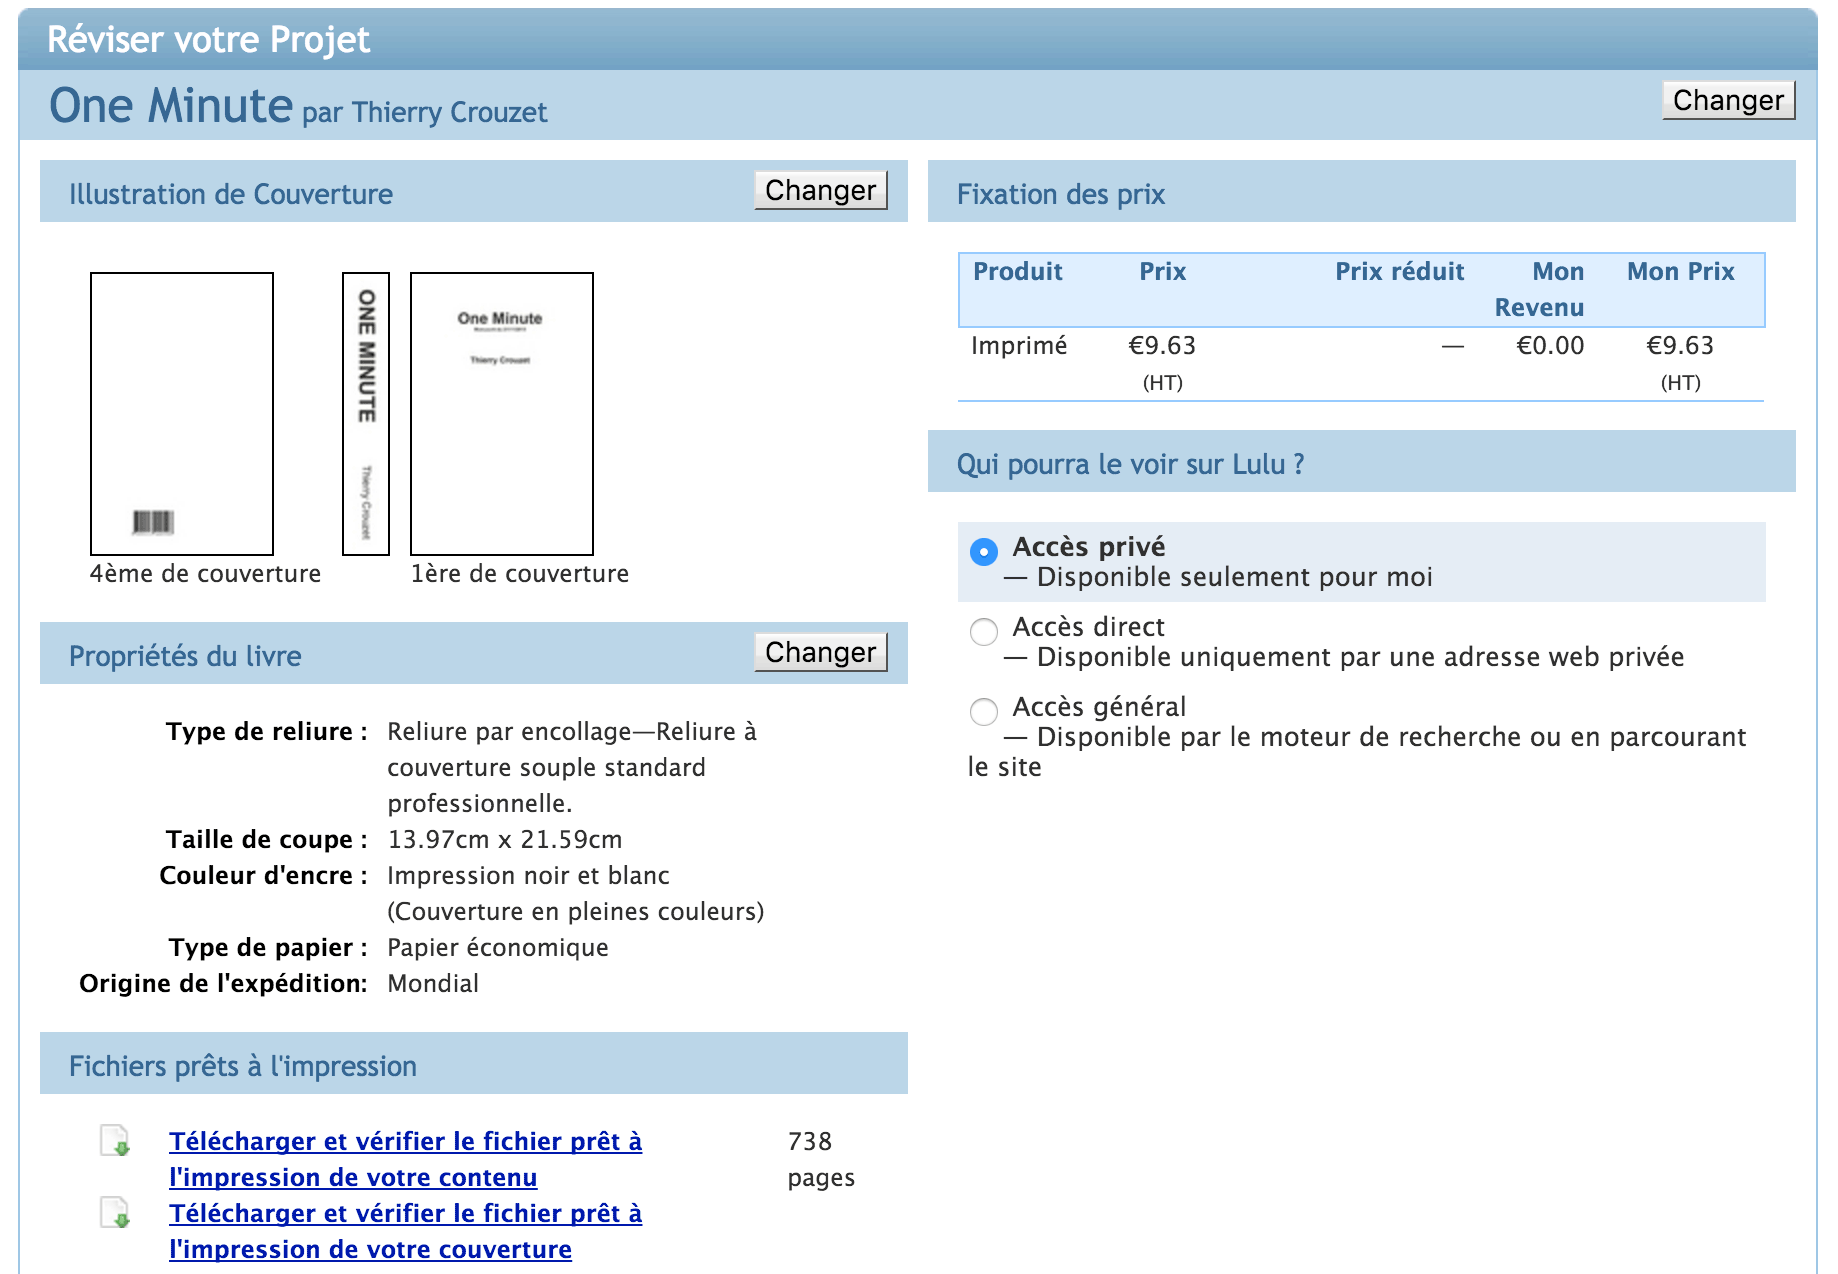 Réviser votre Projet
One Minute par Thierry Crouzet
Changer
Illustration de Couverture
Changer
ONE MINUTE
Thierry Crouzet
One Minute
Thierry Crouzet
4ème de couverture
1ère de couverture
Propriétés du livre
Changer
Type de reliure : Reliure par encollage—Reliure à
couverture souple standard
professionnelle.
Taille de coupe : 13.97cm x 21.59cm
Couleur d'encre : Impression noir et blanc
(Couverture en pleines couleurs)
Type de papier : Papier économique
Origine de l'expédition: Mondial
Fichiers prêts à l'impression
Télécharger et vérifier le fichier prêt à
l'impression de votre contenu
738
pages
Télécharger et vérifier le fichier prêt à
l'impression de votre couverture
Fixation des prix
Produit Prix Prix réduit Mon Revenu Mon Prix
Imprimé €9.63 — €0.00 €9.63
(HT) (HT)
Qui pourra le voir sur Lulu ?
Accès privé
— Disponible seulement pour moi
Accès direct
— Disponible uniquement par une adresse web privée
Accès général
— Disponible par le moteur de recherche ou en parcourant
le site